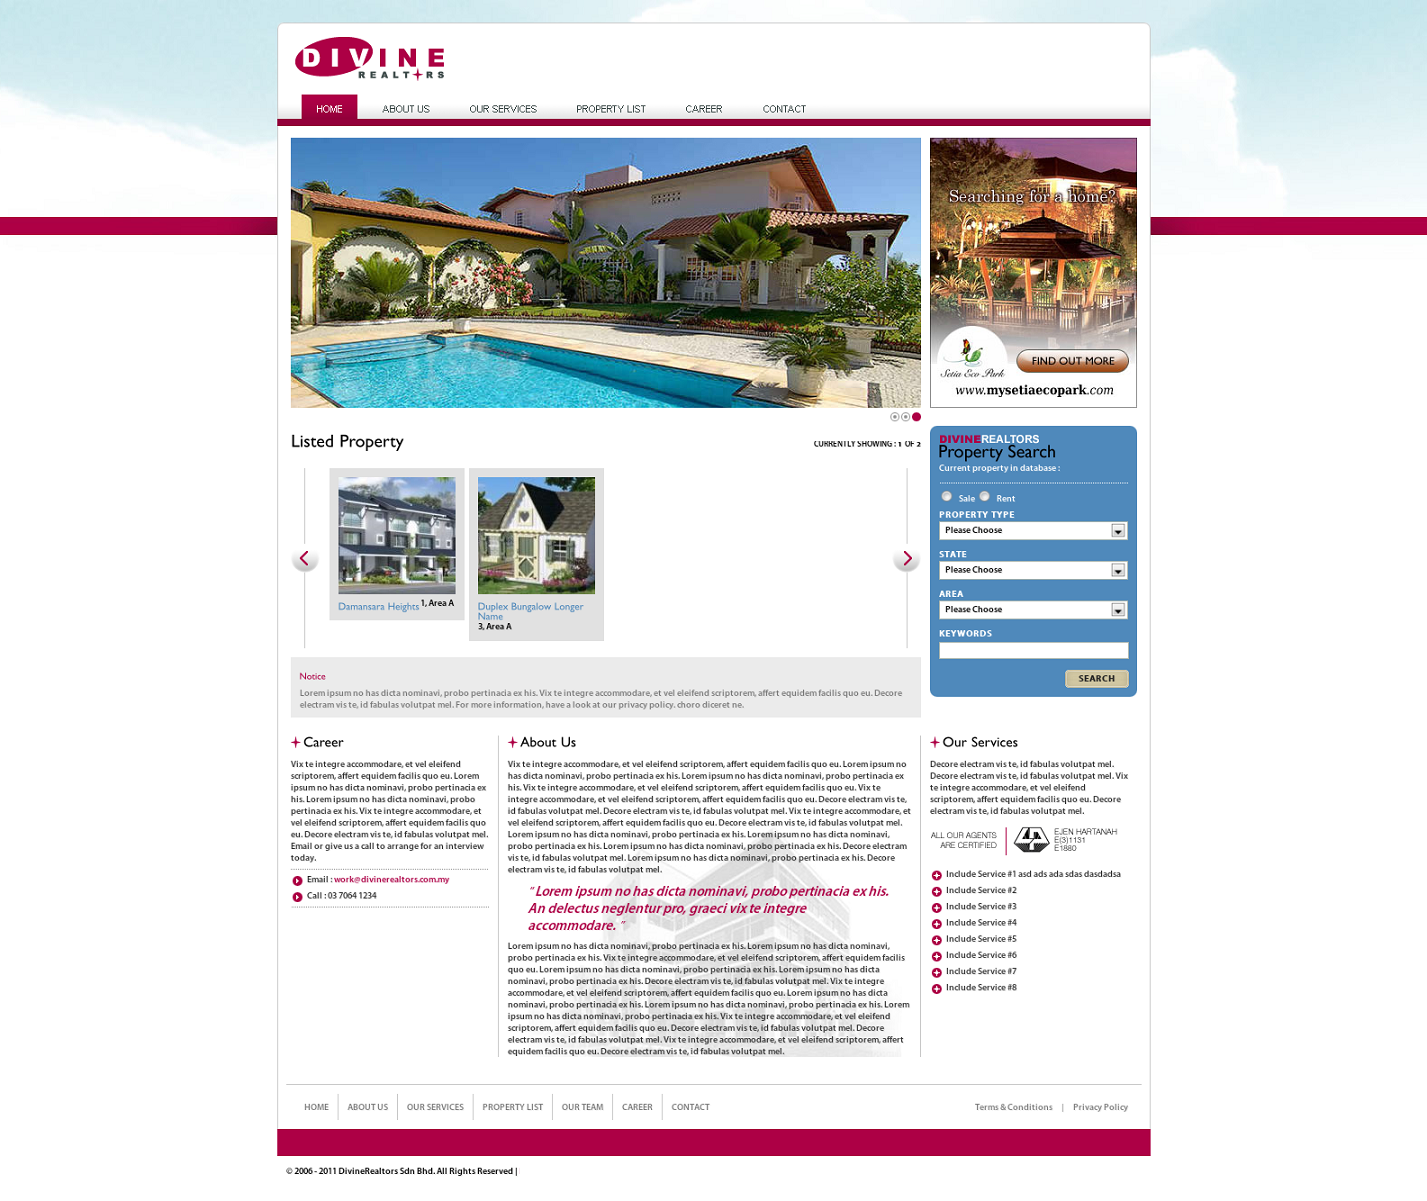 DIVINE
REALTORS
HOME
ABOUT US
OUR SERVICES
PROPERTY LIST
CAREER
CONTACT
Searching for a home?
Setia Eco Park
FIND OUT MORE
www.mysetiaecopark.com
Listed Property
CURRENTLY SHOWING : 1 OF 2
Damansara Heights 1, Area A
Duplex Bungalow Longer
Name
3, Area A
DIVINEREALTORS
Property Search
Current property in database :
Sale Rent
PROPERTY TYPE
Please Choose
STATE
Please Choose
AREA
Please Choose
KEYWORDS
SEARCH
Notice
Lorem ipsum no has dicta nominavi, probo pertinacia ex his. Vix te integre accommodare, et vel eleifend scriptorem, affert equidem facilis quo eu. Decore
electram vis te, id fabulas volutpat mel. For more information, have a look at our privacy policy. choro diceret ne.
Career
Vix te integre accommodare, et vel eleifend
scriptorem, affert equidem facilis quo eu. Lorem
ipsum no has dicta nominavi, probo pertinacia ex
his. Lorem ipsum no has dicta nominavi, probo
pertinacia ex his. Vix te integre accommodare, et
vel eleifend scriptorem, affert equidem facilis quo
eu. Decore electram vis te, id fabulas volutpat mel.
Email or give us a call to arrange for an interview
today.
Email : work@divinerealtors.com.my
Call : 03 7064 1234
About Us
Vix te integre accommodare, et vel eleifend scriptorem, affert equidem facilis quo eu. Lorem ipsum no
has dicta nominavi, probo pertinacia ex his. Lorem ipsum no has dicta nominavi, probo pertinacia ex
his. Vix te integre accommodare, et vel eleifend scriptorem, affert equidem facilis quo eu. Vix te
integre accommodare, et vel eleifend scriptorem, affert equidem facilis quo eu. Decore electram vis te,
id fabulas volutpat mel. Decore electram vis te, id fabulas volutpat mel. Vix te integre accommodare, et
vel eleifend scriptorem, affert equidem facilis quo eu. Decore electram vis te, id fabulas volutpat mel.
Lorem ipsum no has dicta nominavi, probo pertinacia ex his. Lorem ipsum no has dicta nominavi,
probo pertinacia ex his. Lorem ipsum no has dicta nominavi, probo pertinacia ex his. Decore electram
vis te, id fabulas volutpat mel. Lorem ipsum no has dicta nominavi, probo pertinacia ex his. Decore
electram vis te, id fabulas volutpat mel.
" Lorem ipsum no has dicta nominavi, probo pertinacia ex his.
An delectus neglentur pro, graeci vix te integre
accommodare. "
Lorem ipsum no has dicta nominavi, probo pertinacia ex his. Lorem ipsum no has dicta nominavi,
probo pertinacia ex his. Vix te integre accommodare, et vel eleifend scriptorem, affert equidem facilis
quo eu. Lorem ipsum no has dicta nominavi, probo pertinacia ex his. Lorem ipsum no has dicta
nominavi, probo pertinacia ex his. Decore electram vis te, id fabulas volutpat mel. Vix te integre
accommodare, et vel eleifend scriptorem, affert equidem facilis quo eu. Lorem ipsum no has dicta
nominavi, probo pertinacia ex his. Lorem ipsum no has dicta nominavi, probo pertinacia ex his. Lorem
ipsum no has dicta nominavi, probo pertinacia ex his. Vix te integre accommodare, et vel eleifend
scriptorem, affert equidem facilis quo eu. Decore electram vis te, id fabulas volutpat mel. Decore
electram vis te, id fabulas volutpat mel. Vix te integre accommodare, et vel eleifend scriptorem, affert
equidem facilis quo eu. Decore electram vis te, id fabulas volutpat mel.
Our Services
Decore electram vis te, id fabulas volutpat mel.
Decore electram vis te, id fabulas volutpat mel. Vix
te integre accommodare, et vel eleifend
scriptorem, affert equidem facilis quo eu. Decore
electram vis te, id fabulas volutpat mel.
ALL OUR AGENTS
ARE CERTIFIED
EJEN HARTANAH
E(3)1131
E1880
Include Service #1 asd ads ada sdas dasdadsa
Include Service #2
Include Service #3
Include Service #4
Include Service #5
Include Service #6
Include Service #7
Include Service #8
HOME
ABOUT US
OUR SERVICES
PROPERTY LIST
OUR TEAM
CAREER
CONTACT
Terms & Conditions | Privacy Policy
© 2006 - 2011 DivineRealtors Sdn Bhd. All Rights Reserved |